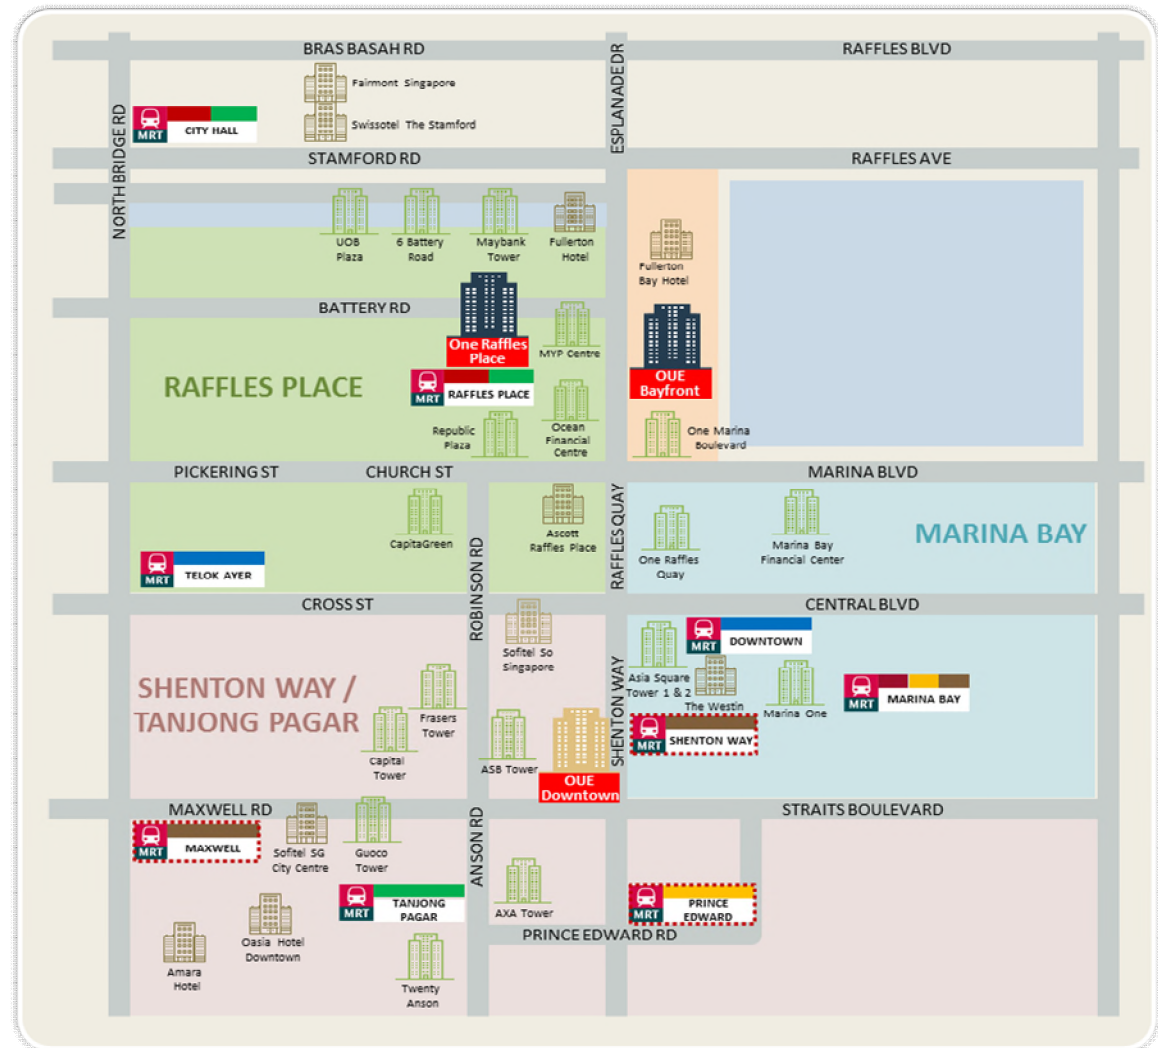 BRAS BASAH RD
RAFFLES BLVD
ESPLANADE DR
NORTH BRIDGE RD
Fairmont Singapore
Swissotel The Stamford
MRT
CITY HALL
STAMFORD RD
RAFFLES AVE
UOB
Plaza
6 Battery
Road
Maybank
Tower
Fullerton
Hotel
Fullerton
Bay Hotel
BATTERY RD
One Raffles
Place
MYP Centre
OUE
Bayfront
RAFFLES PLACE
MRT
RAFFLES PLACE
Republic
Plaza
Ocean
Financial
Centre
One Marina
Boulevard
PICKERING ST
CHURCH ST
MARINA BLVD
CapitaGreen
ROBINSON RD
Ascott
Raffles Place
RAFFLES QUAY
One Raffles
Quay
Marina Bay
Financial Center
MARINA BAY
MRT
TELOK AYER
CROSS ST
CENTRAL BLVD
Sofitel So
Singapore
MRT
DOWNTOWN
SHENTON WAY /
TANJONG PAGAR
Frasers
Tower
Capital
Tower
ASB Tower
OUE
Downtown
SHENTON WAY
Asia Square
Tower 1 & 2
The Westin
Marina One
MRT
MARINA BAY
MRT
SHENTON WAY
MAXWELL RD
STRAITS BOULEVARD
MRT
MAXWELL
Sofitel SG
City Centre
Guoco
Tower
ANSON RD
MRT
TANJONG
PAGAR
AXA Tower
MRT
PRINCE
EDWARD
PRINCE EDWARD RD
Oasia Hotel
Downtown
Amara
Hotel
Twenty
Anson